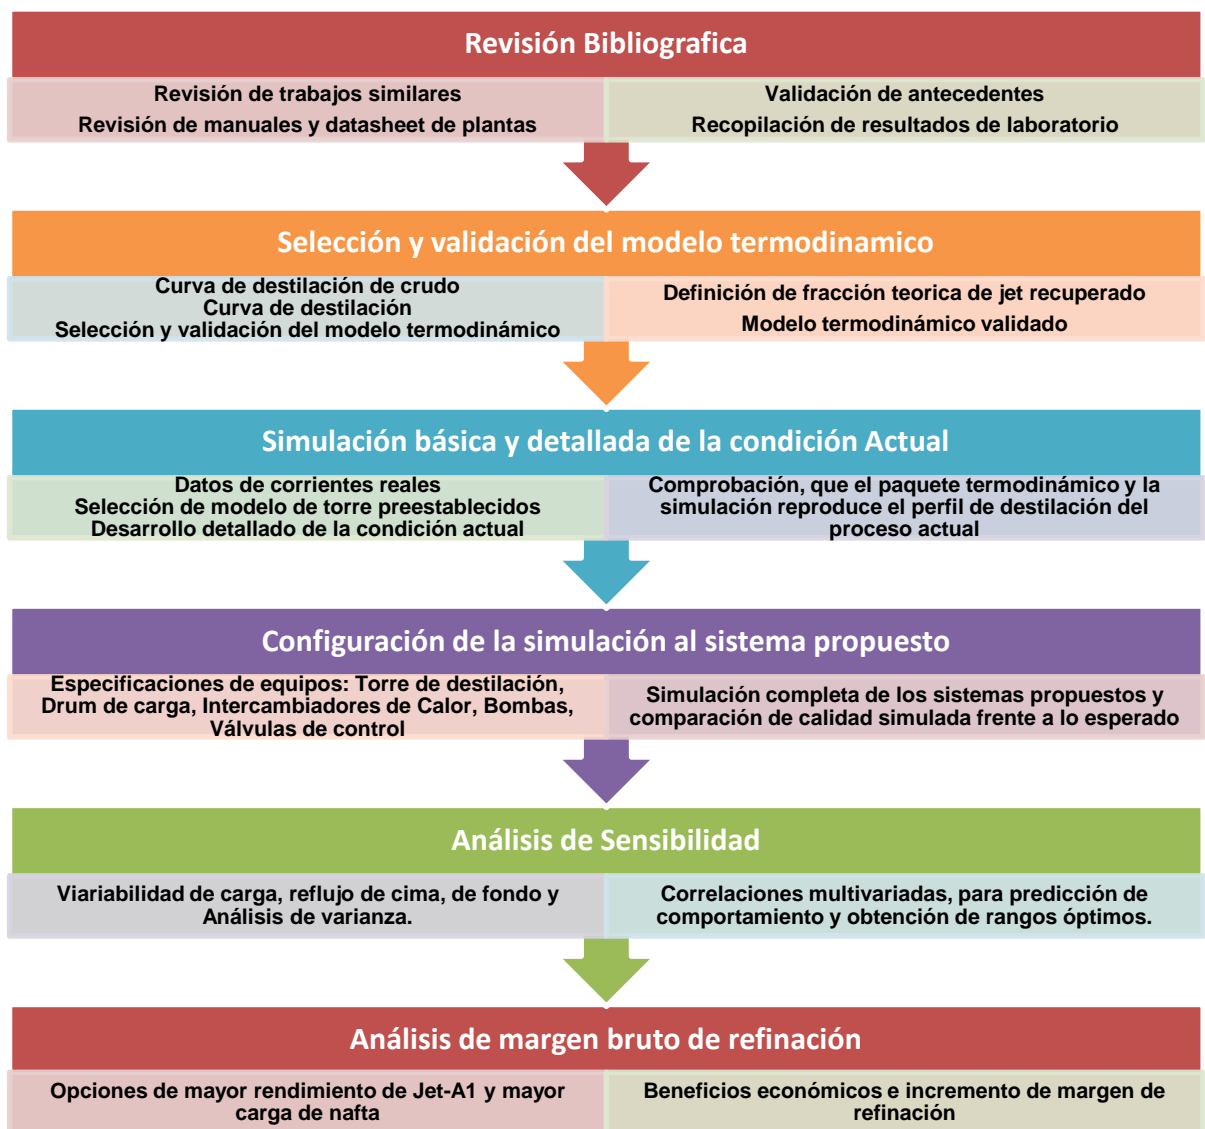 Revisión Bibliografica
Revisión de trabajos similares
Revisión de manuales y datasheet de plantas
Validación de antecedentes
Recopilación de resultados de laboratorio
Selección y validación del modelo termodinamico
Curva de destilación de crudo
Curva de destilación
Selección y validación del modelo termodinámico
Definición de fracción teorica de jet recuperado
Modelo termodinámico validado
Simulación básica y detallada de la condición Actual
Datos de corrientes reales
Selección de modelo de torre preestablecidos
Desarrollo detallado de la condición actual
Comprobación, que el paquete termodinámico y la
simulación reproduce el perfil de destilación del
proceso actual
Configuración de la simulación al sistema propuesto
Especificaciones de equipos: Torre de destilación,
Drum de carga, Intercambiadores de Calor, Bombas,
Válvulas de control
Simulación completa de los sistemas propuestos y
comparación de calidad simulada frente a lo esperado
Análisis de Sensibilidad
Viariabilidad de carga, reflujo de cima, de fondo y
Análisis de varianza.
Correlaciones multivariadas, para predicción de
comportamiento y obtención de rangos óptimos.
Análisis de margen bruto de refinación
Opciones de mayor rendimiento de Jet-A1 y mayor
carga de nafta
Beneficios económicos e incremento de margen de
refinación